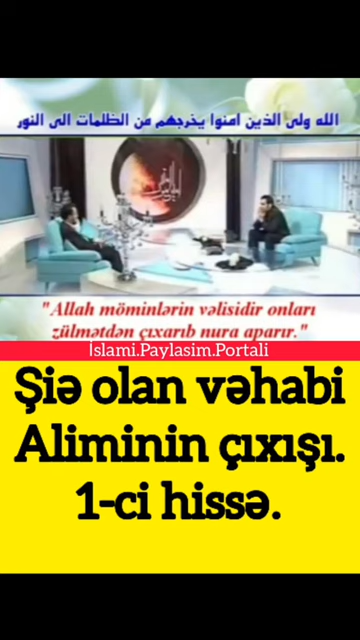 الله ولی الذین امنوا یخرجهم من الظلمات الی النور
"Allah möminlərin vəlisidir onları
zülmətdən çıxarıb nura aparır."
İslami.Paylasim.Portali
Şiə olan vəhabi
Aliminin çıxışı.
1-ci hissə.